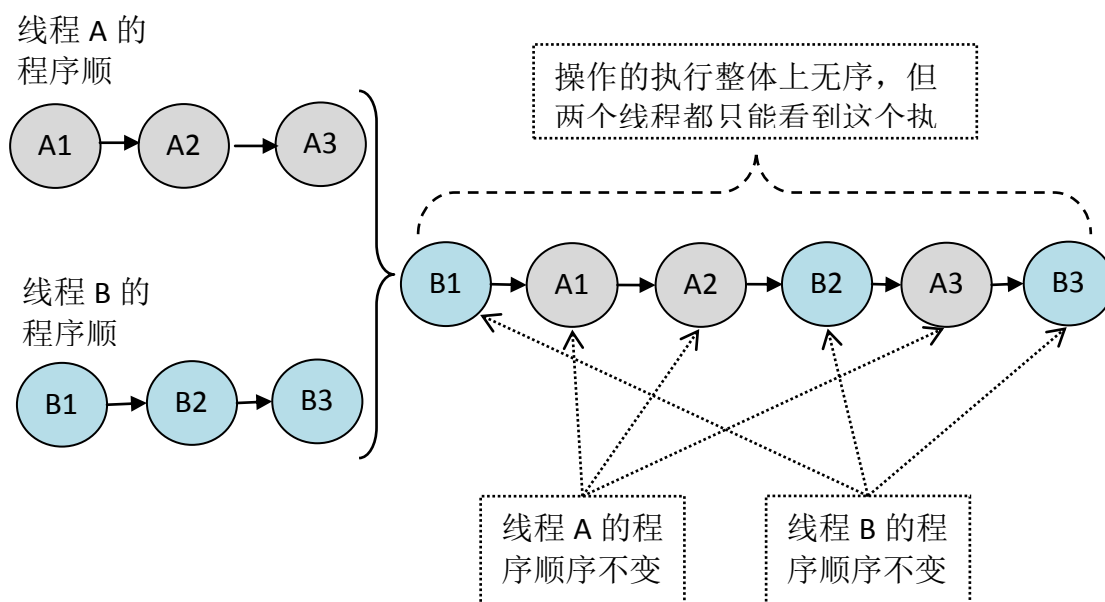 线程 A 的
程序顺
A1 A2 A3
操作的执行整体上无序，但
两个线程都只能看到这个执
B1 A1 A2 B2 A3 B3
线程 B 的
程序顺
B1 B2 B3
线程 A 的程
序顺序不变
线程 B 的程
序顺序不变